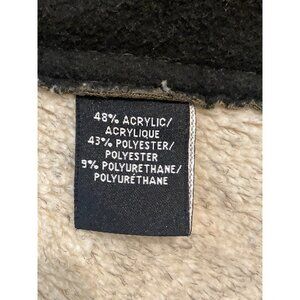 48% ACRYLIC/
ACRYLIQUE
43% POLYESTER/
POLYESTER
9% POLYURETHANE/
POLYURÉTHANE